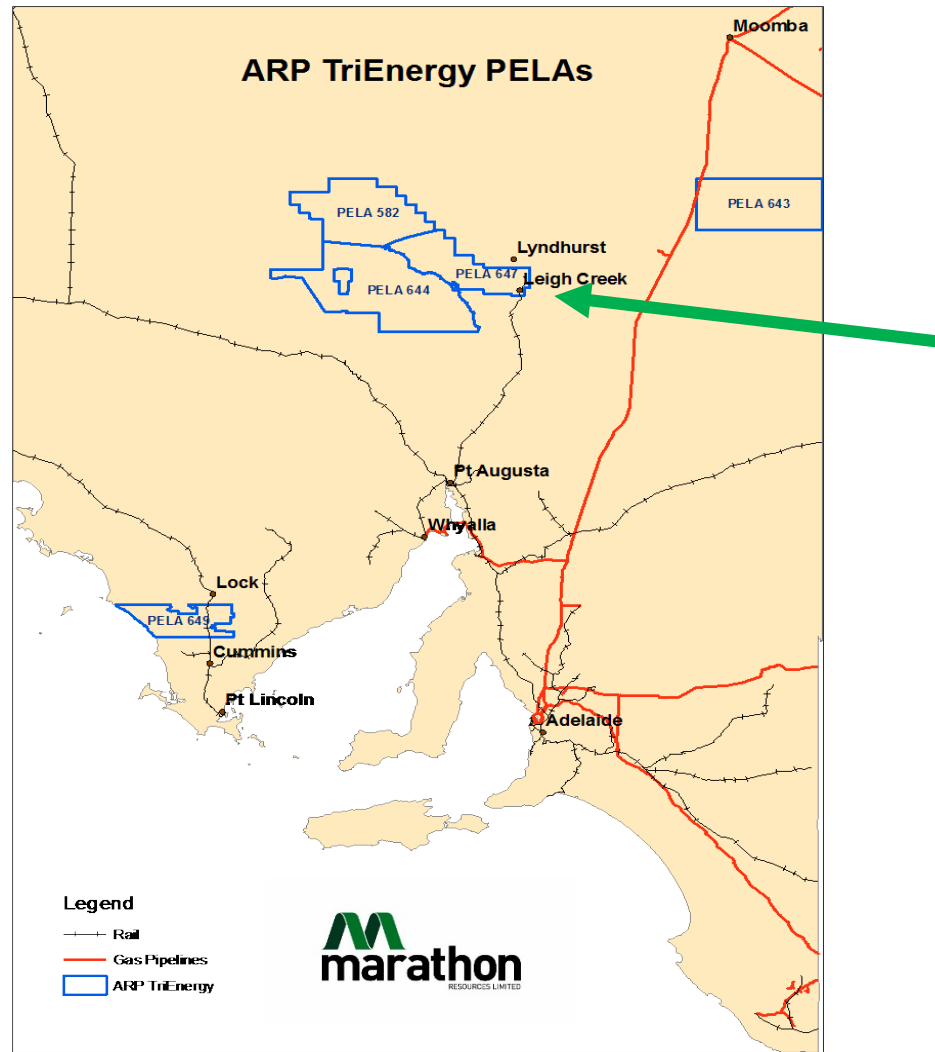 Moomba
ARP TriEnergy PELAs
PELA 582
PELA 643
Lyndhurst
PELA 647
Leigh Creek
PELA 644
Pt Augusta
Whyalla
Lock
PELA 649
Cummins
Pt Lincoln
Adelaide
Legend
Rail
Gas Pipelines
ARP TriEnergy
marathon
RESOURCES LIMITED